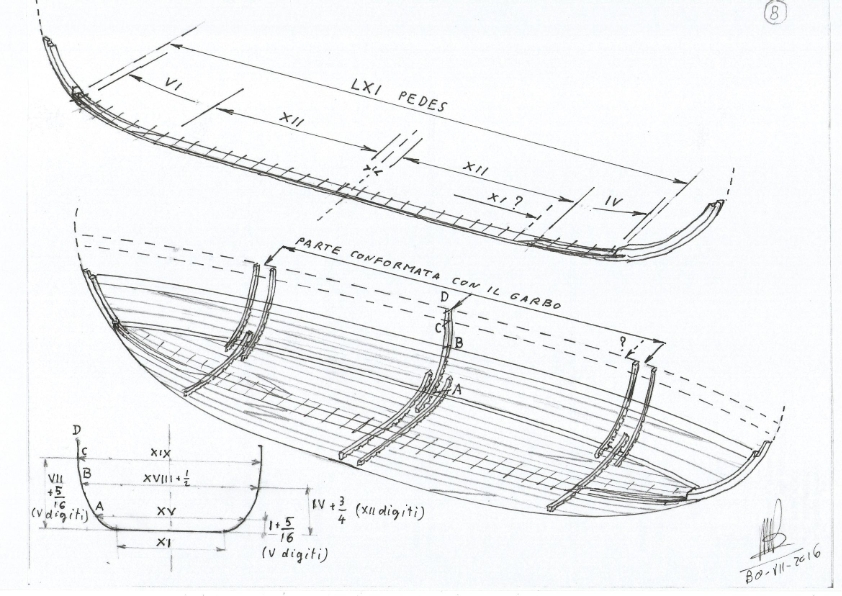 8
LXI PEDES
VI
XII
XII
XI ?
IV
PARTE CONFORMATA CON IL GARBO
D
C
B
A
?
D
C
B
A
XIX
XVIII + 1/2
XV
XI
VII
+ 5/16
(V digiti)
IV + 3/4 (XII digiti)
I + 5/16
(V digiti)
BO-VII-2016